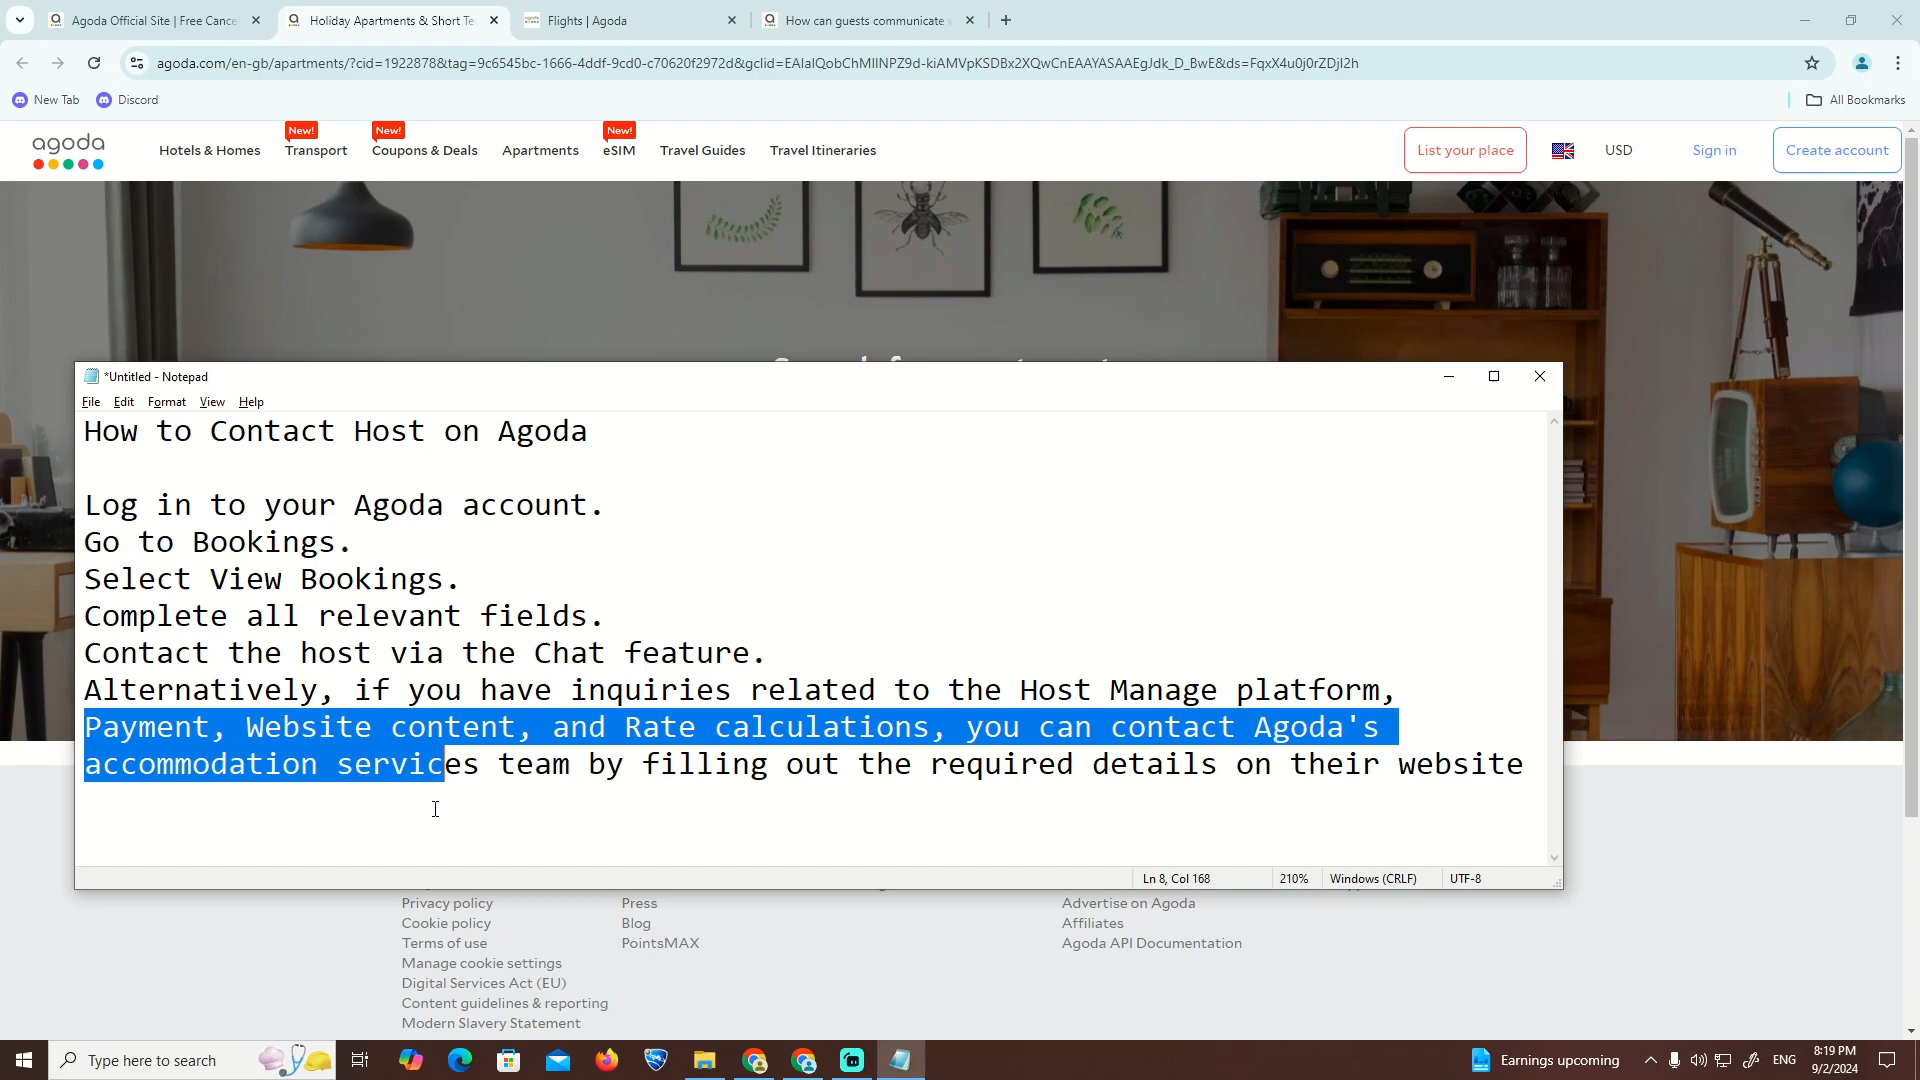 Agoda Official Site | Free Cance
Holiday Apartments & Short Te
Flights | Agoda
How can guests communicate
agoda.com/en-gb/apartments/?cid=1922878&tag=9c6545bc-1666-4ddf-9cd0-c70620f2972d&gclid=EAIaIQobChMIINPZ9d-kiAMVpKSDBx2XQwCnEAAYASAAEgJdk_D_BwE&ds=FqxX4u0j0rZDjI2h
New Tab
Discord
All Bookmarks
agoda
Hotels & Homes
New!
Transport
New!
Coupons & Deals
Apartments
New!
eSIM
Travel Guides
Travel Itineraries
List your place
USD
Sign in
Create account
*Untitled - Notepad
File Edit Format View Help
How to Contact Host on Agoda
Log in to your Agoda account.
Go to Bookings.
Select View Bookings.
Complete all relevant fields.
Contact the host via the Chat feature.
Alternatively, if you have inquiries related to the Host Manage platform,
Payment, Website content, and Rate calculations, you can contact Agoda's
accommodation services team by filling out the required details on their website
Ln 8, Col 168
210%
Windows (CRLF)
UTF-8
Privacy policy
Cookie policy
Terms of use
Manage cookie settings
Digital Services Act (EU)
Content guidelines & reporting
Modern Slavery Statement
Press
Blog
PointsMAX
Advertise on Agoda
Affiliates
Agoda API Documentation
Type here to search
Earnings upcoming
ENG
8:19 PM
9/2/2024